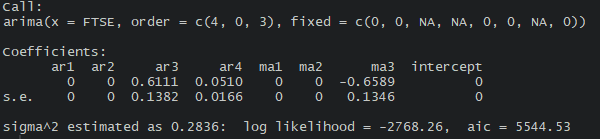 Call:
arima(x = FTSE, order = c(4, 0, 3), fixed = c(0, 0, NA, NA, 0, 0, NA, 0))
Coefficients:
ar1 ar2 ar3 ar4 ma1 ma2 ma3 intercept
0 0 0.6111 0.0510 0 0 -0.6589 0
s.e. 0 0 0.1382 0.0166 0 0 0.1346 0
sigma^2 estimated as 0.2836: log likelihood = -2768.26, aic = 5544.53